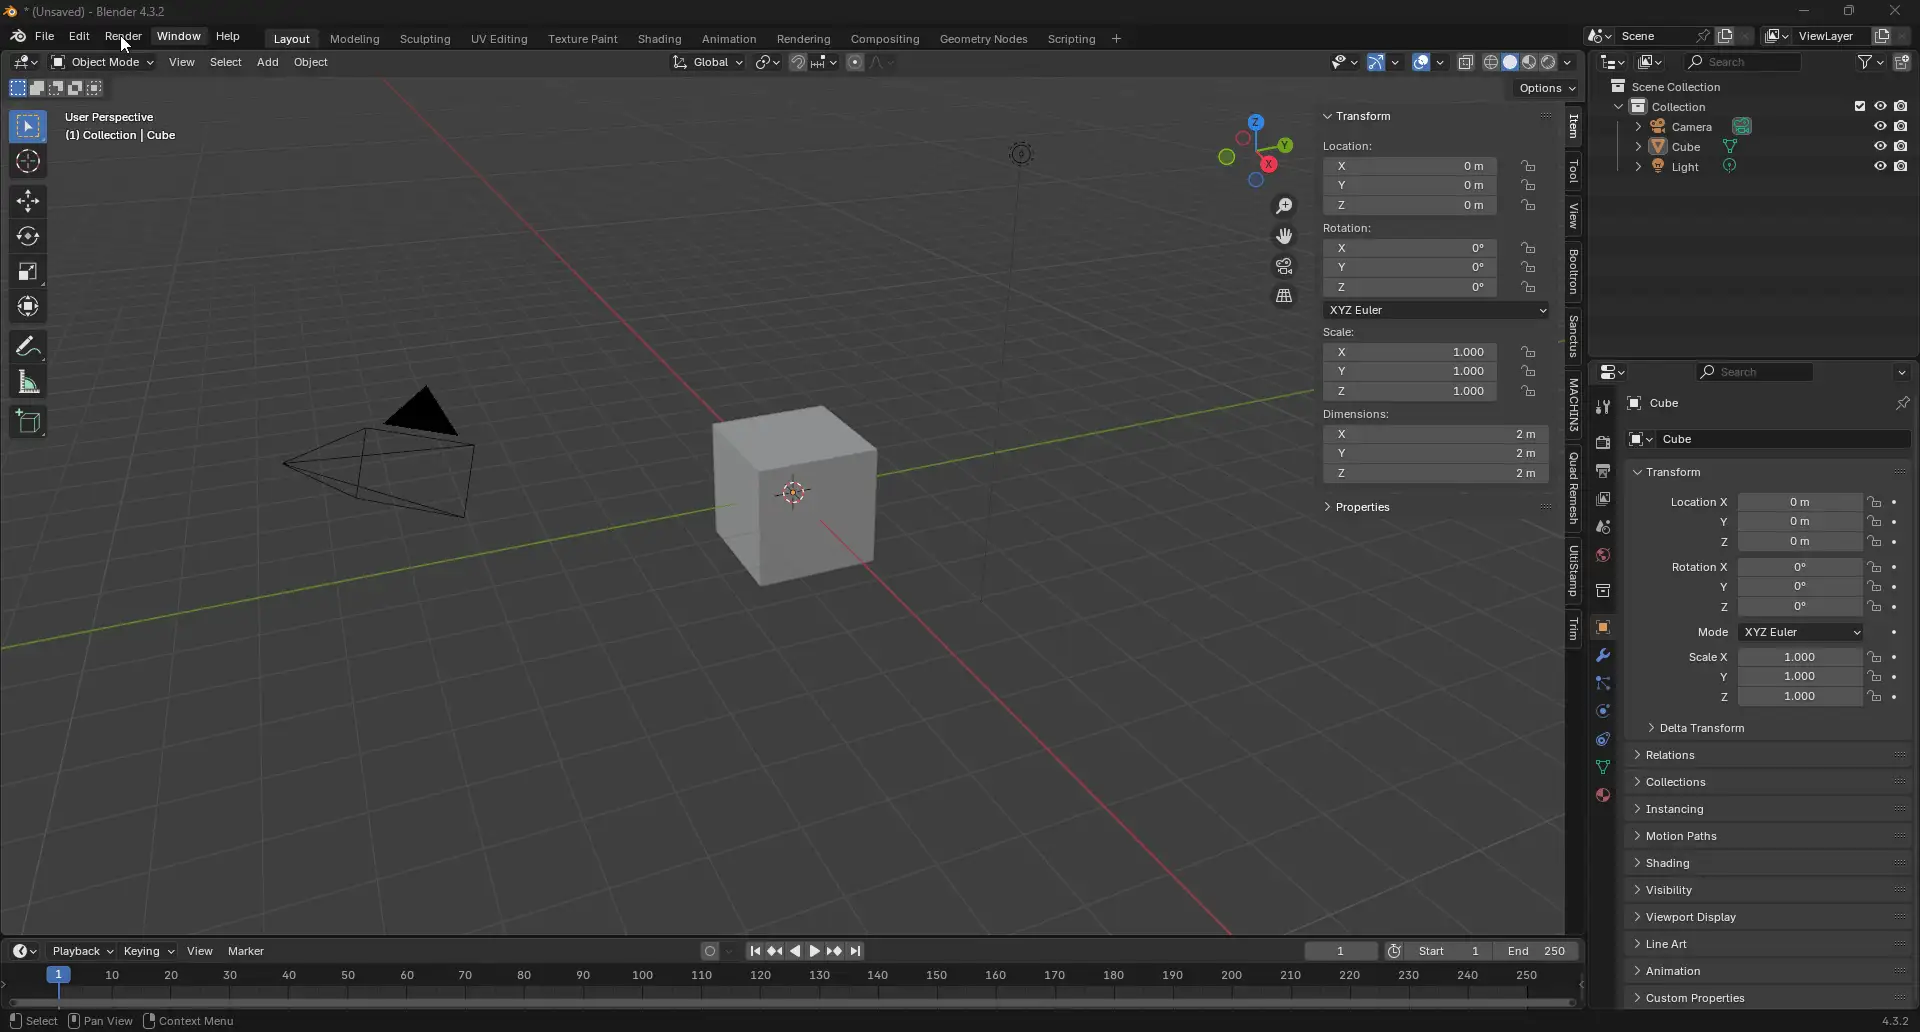 * (Unsaved) - Blender 4.3.2
File Edit Render Window Help Layout Modeling Sculpting UV Editing Texture Paint Shading Animation Rendering Compositing Geometry Nodes Scripting + Scene ViewLayer
Object Mode View Select Add Object Global Search
Options
User Perspective
(1) Collection | Cube
Z
Y
X
Transform
Location:
X 0 m
Y 0 m
Z 0 m
Rotation:
X 0°
Y 0°
Z 0°
XYZ Euler
Scale:
X 1.000
Y 1.000
Z 1.000
Dimensions:
X 2 m
Y 2 m
Z 2 m
Properties
Item
Tool
View
Booltron
Sanctus
MACHIN3
Quad Remesh
UltiStamp
Trim
Scene Collection
Collection
Camera
Cube
Light
Search
Cube
Cube
Transform
Location X 0 m
Y 0 m
Z 0 m
Rotation X 0°
Y 0°
Z 0°
Mode XYZ Euler
Scale X 1.000
Y 1.000
Z 1.000
Delta Transform
Relations
Collections
Instancing
Motion Paths
Shading
Visibility
Viewport Display
Line Art
Animation
Custom Properties
Playback Keying View Marker 1 Start 1 End 250
1 10 20 30 40 50 60 70 80 90 100 110 120 130 140 150 160 170 180 190 200 210 220 230 240 250
Select Pan View Context Menu 4.3.2